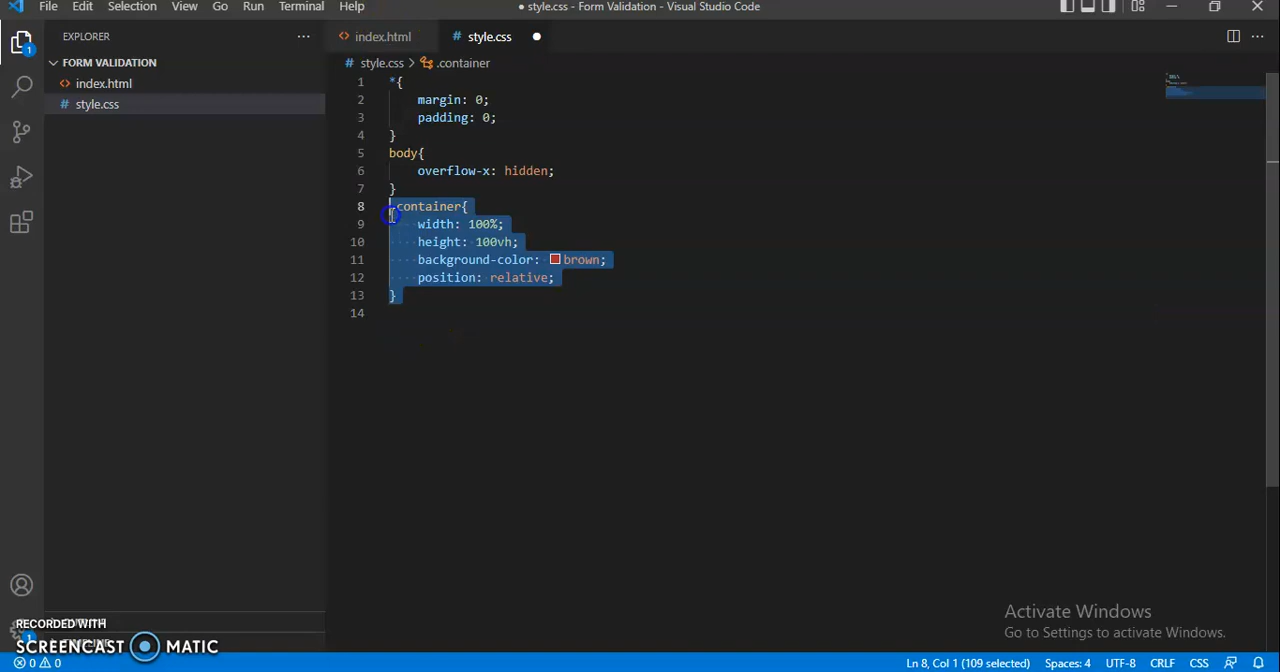 File Edit Selection View Go Run Terminal Help
● style.css - Form Validation - Visual Studio Code
EXPLORER
index.html
style.css
style.css > .container
FORM VALIDATION
index.html
style.css
1 *{
2 margin: 0;
3 padding: 0;
4 }
5 body{
6 overflow-x: hidden;
7 }
8 .container{
9 width: 100%;
10 height: 100vh;
11 background-color: brown;
12 position: relative;
13 }
14
1
Activate Windows
Go to Settings to activate Windows.
RECORDED WITH
SCREENCAST MATIC
1
0 0
Ln 8, Col 1 (109 selected) Spaces: 4 UTF-8 CRLF CSS